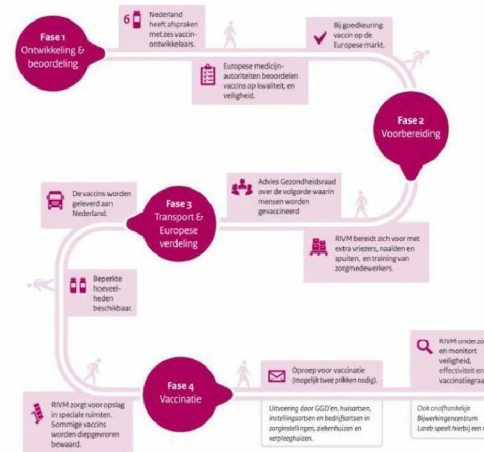 Fase 1
Ontwikkeling &
beoordeling
6
Nederland
heeft afspraken
met zes vaccin-
ontwikkelaars.
Europese medicijn-
autoriteiten beoordelen
vaccins op kwaliteit, en
veiligheid.
Bij goedkeuring:
vaccin op de
Europese markt.
Fase 2
Voorbereiding
Advies Gezondheidsraad
over de volgorde waarin
mensen worden
gevaccineerd
RIVM bereidt zich voor met
extra vriezers, naalden en
spuiten, en training van
zorgmedewerkers.
Fase 3
Transport &
Europese
verdeling
De vaccins worden
geleverd aan
Nederland.
Beperkte
hoeveel-
heden
beschikbaar.
RIVM zorgt voor opslag
in speciale ruimten.
Sommige vaccins
worden diepgevroren
bewaard.
Fase 4
Vaccinatie
Oproep voor vaccinatie
(mogelijk twee prikken nodig).
Uitvoering door GGD'en, huisartsen,
instellingsartsen en bedrijfsartsen in
zorginstellingen, ziekenhuizen en
verpleeghuizen.
RIVM onderzo
en monitort
veiligheid,
effectiviteit en
vaccinatiegraa
Ook onafhankelijk
Bijwerkingencentrum
Lareb speelt hierbij een